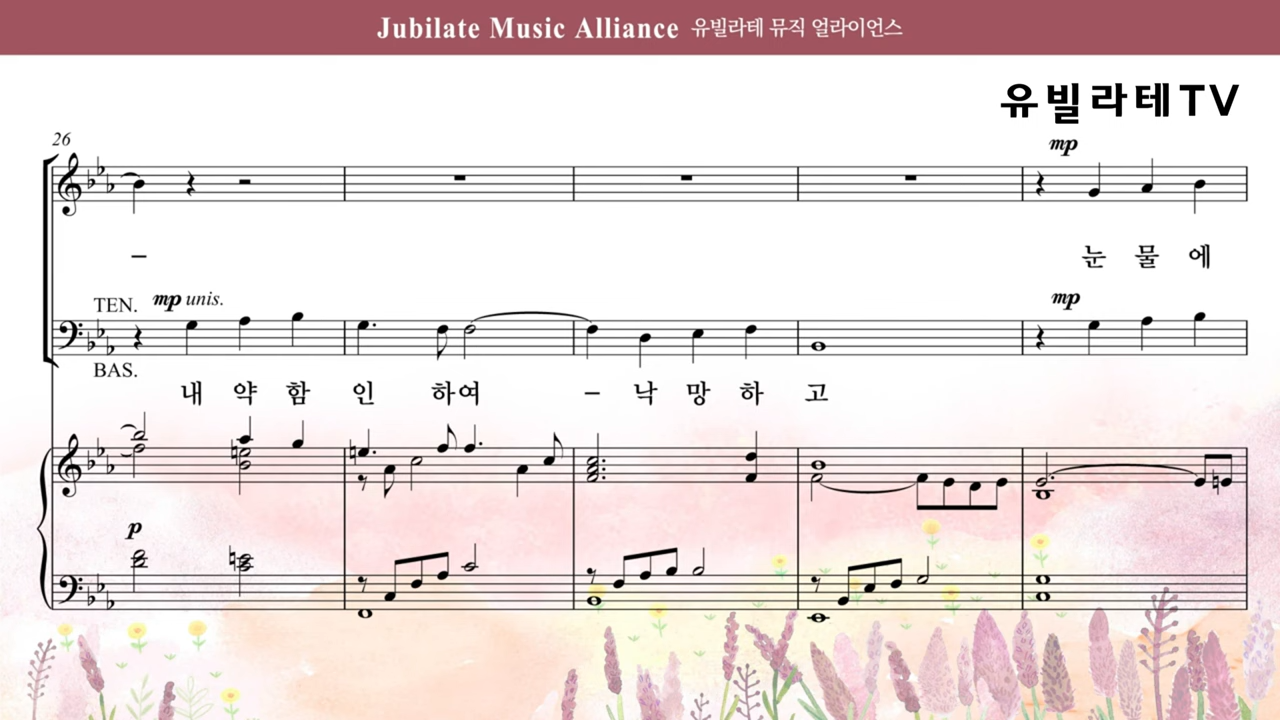 Jubilate Music Alliance 유빌라테 뮤직 얼라이언스
유빌라테TV
26
mp
– 눈 물 에
TEN. mp unis. mp
BAS.
내 약 함 인 하여 – 낙 망 하 고
p